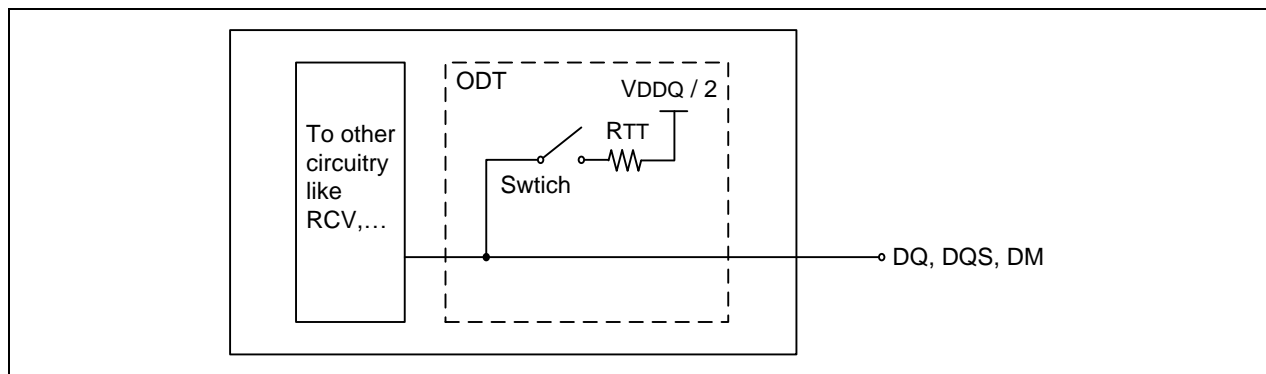 ODT
VDDQ / 2
RTT
Swtich
To other
circuitry
like
RCV,...
DQ, DQS, DM